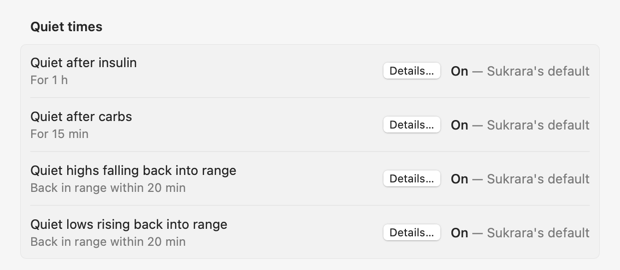 Quiet times
Quiet after insulin
For 1 h
Details...
On — Sukrara's default
Quiet after carbs
For 15 min
Details...
On — Sukrara's default
Quiet highs falling back into range
Back in range within 20 min
Details...
On — Sukrara's default
Quiet lows rising back into range
Back in range within 20 min
Details...
On — Sukrara's default